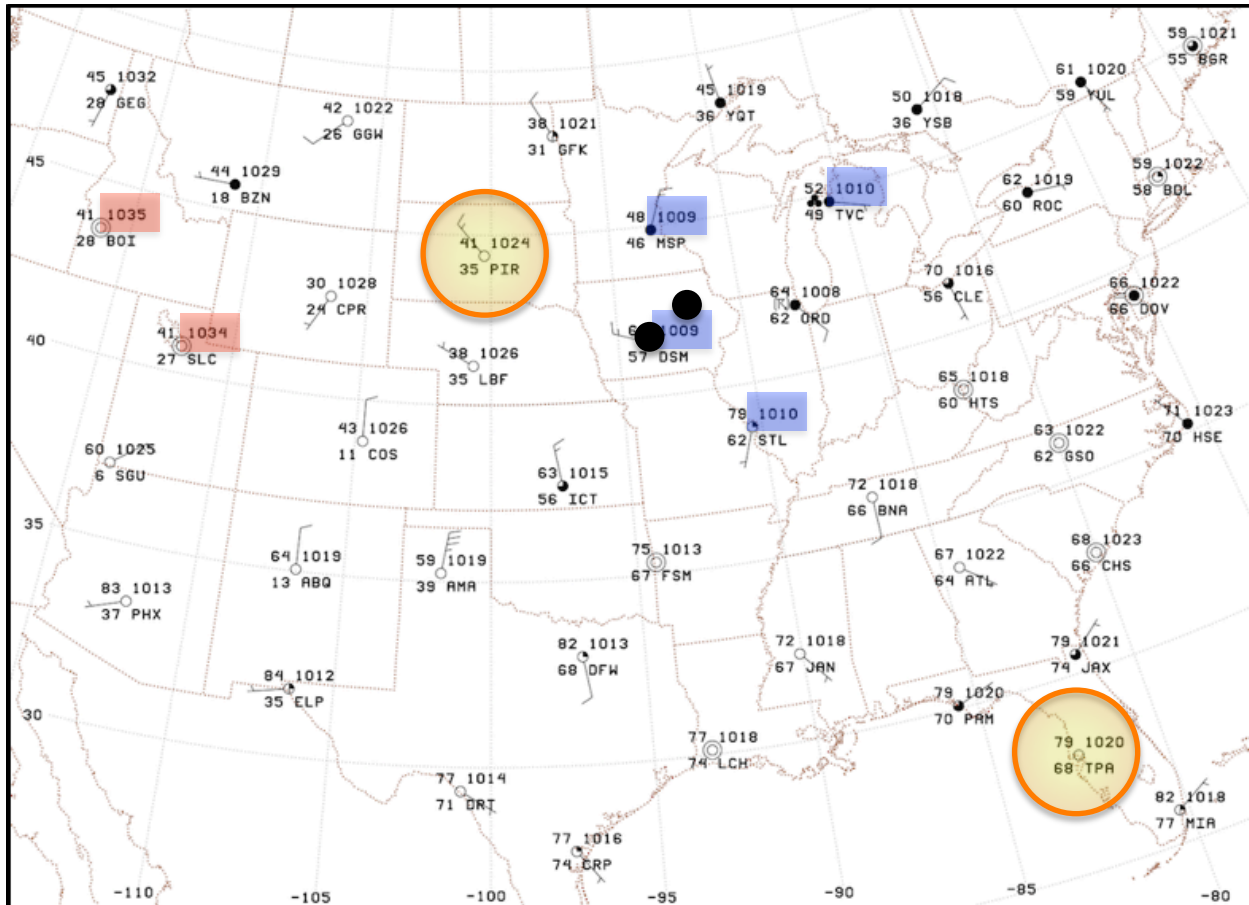 59 1021
55 BGR
61 1020
59 YUL
45 1032
28 GEG
42 1022
26 GGW
38 1021
31 GFK
45 1019
36 YQT
50 1018
36 YSB
45
44 1029
18 BZN
59 1022
58 BDL
62 1019
60 ROC
52 1010
49 TVC
41 1035
28 BOI
41 1024
35 PIR
48 1009
46 MSP
30 1028
24 CPR
64 1008
62 ORD
70 1016
56 CLE
66 1022
66 DOV
40
41 1034
27 SLC
38 1026
35 LBF
1009
57 DSM
65 1018
60 HTS
79 1010
62 STL
43 1026
11 COS
63 1022
62 GSO
71 1023
70 HSE
60 1025
6 SGU
63 1015
56 ICT
72 1018
66 BNA
35
64 1019
13 ABQ
59 1019
39 AMA
75 1013
67 FSM
67 1022
64 ATL
68 1023
66 CHS
83 1013
37 PHX
82 1013
68 DFW
72 1018
67 JAN
79 1021
74 JAX
84 1012
35 ELP
79 1020
70 PAM
30
77 1018
74 LCH
79 1020
68 TPA
77 1014
71 DRT
82 1018
77 MIA
77 1016
74 CRP
-110 -105 -100 -95 -90 -85 -80